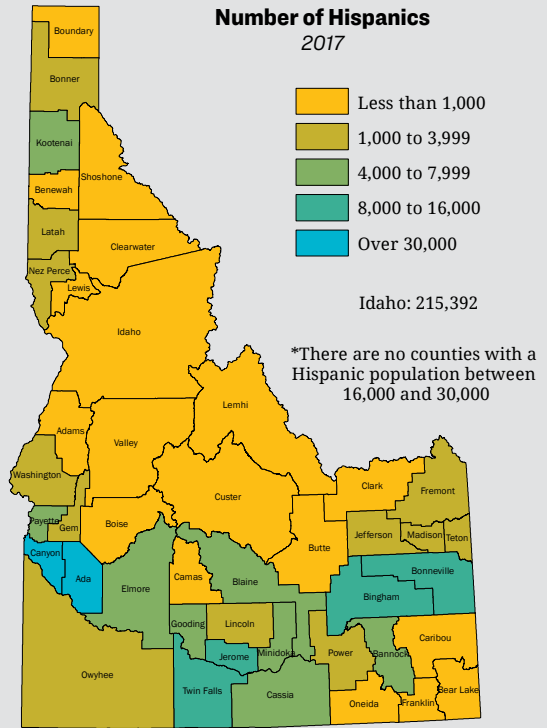 Number of Hispanics
2017
Less than 1,000
1,000 to 3,999
4,000 to 7,999
8,000 to 16,000
Over 30,000
Idaho: 215,392
*There are no counties with a
Hispanic population between
16,000 and 30,000
Boundary
Bonner
Kootenai
Shoshone
Benewah
Latah
Clearwater
Nez Perce
Lewis
Idaho
Lemhi
Adams
Valley
Washington
Custer
Clark
Fremont
Payette
Gem
Boise
Butte
Jefferson
Madison
Teton
Canyon
Ada
Elmore
Camas
Blaine
Bonneville
Bingham
Gooding
Lincoln
Jerome
Minidoka
Power
Bannock
Caribou
Owyhee
Twin Falls
Cassia
Oneida
Franklin
Bear Lake